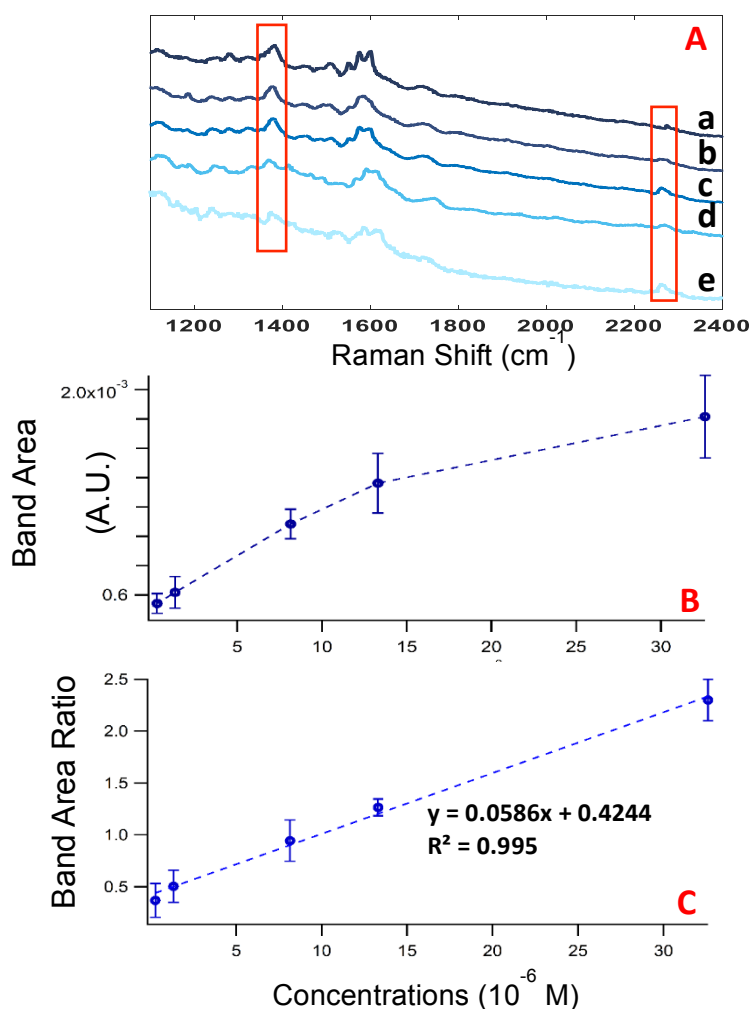 A
a
b
c
d
e
1200 1400 1600 1800 2000 2200 2400
Raman Shift (cm⁻¹)
Band Area
(A.U.)
2.0x10⁻³
0.6
B
5 10 15 20 25 30
Band Area Ratio
2.5
2.0
1.5
1.0
0.5
y = 0.0586x + 0.4244
R² = 0.995
C
5 10 15 20 25 30
Concentrations (10⁻⁶ M)